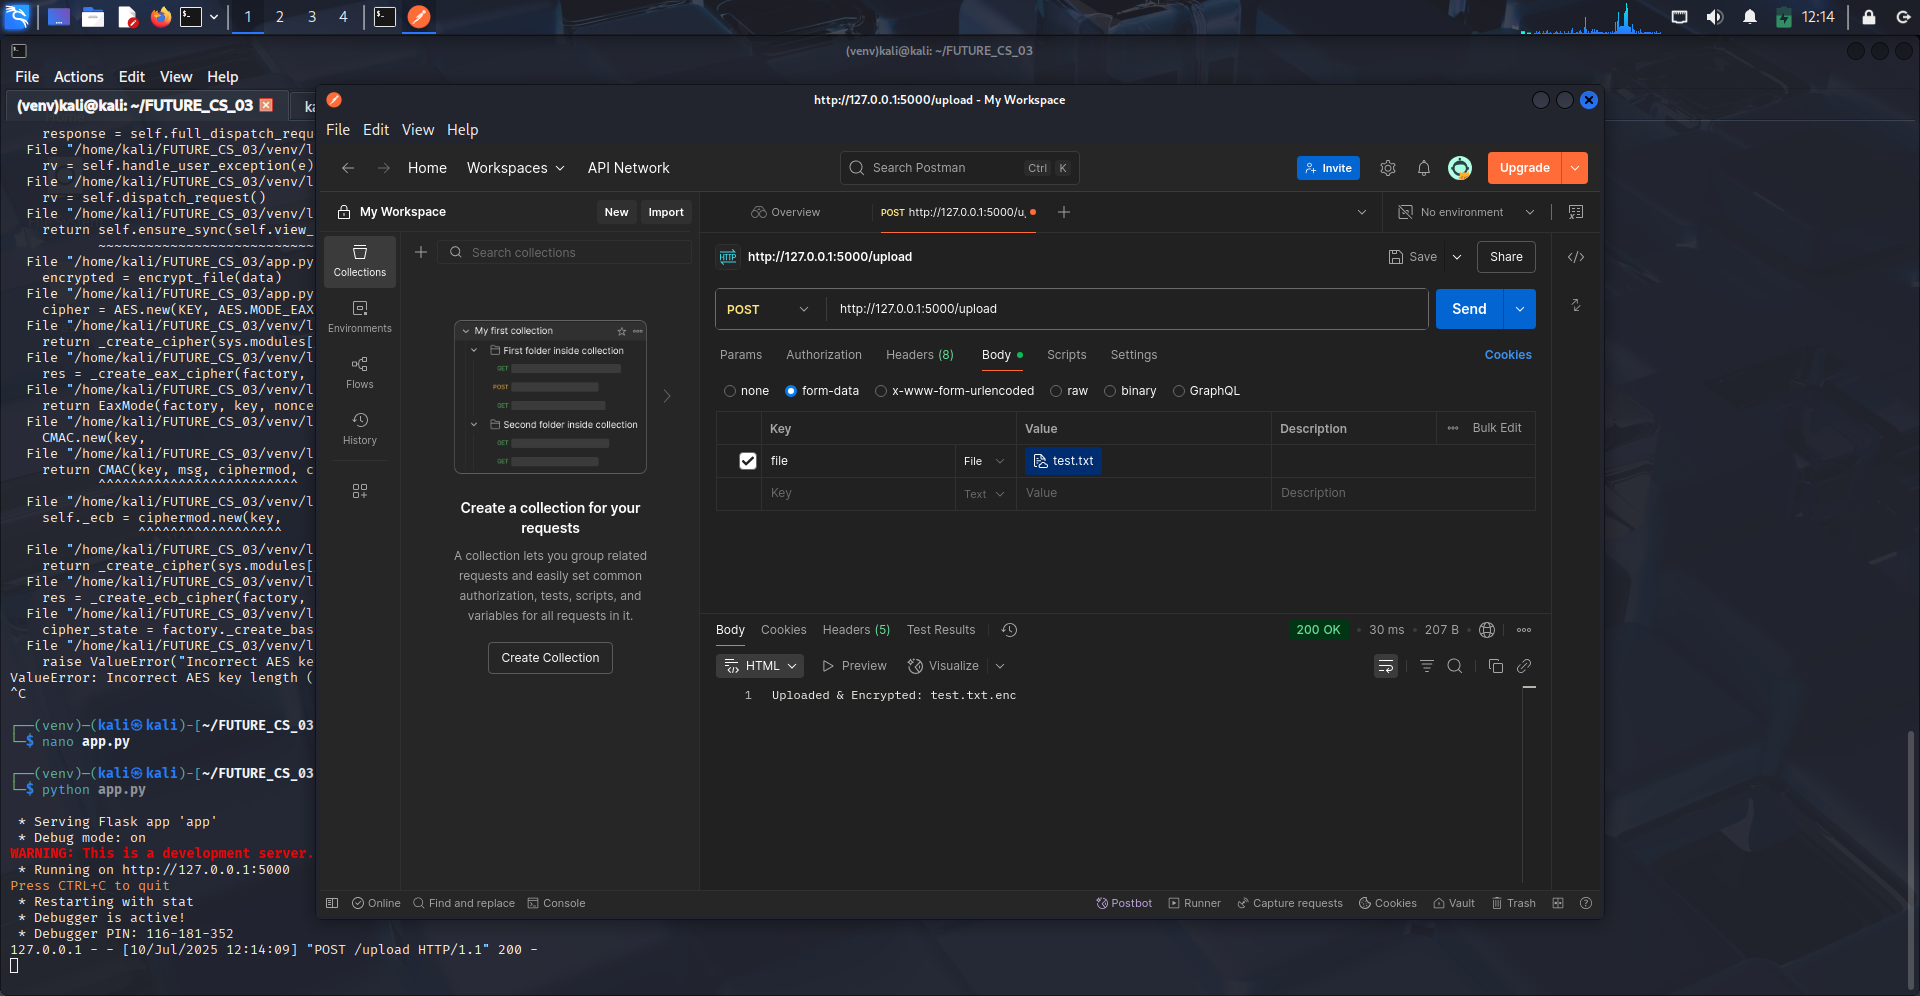 1 2 3 4
12:14
(venv)kali@kali: ~/FUTURE_CS_03
File Actions Edit View Help
(venv)kali@kali: ~/FUTURE_CS_03
ka
response = self.full_dispatch_requ
File "/home/kali/FUTURE_CS_03/venv/l
rv = self.handle_user_exception(e)
File "/home/kali/FUTURE_CS_03/venv/l
rv = self.dispatch_request()
File "/home/kali/FUTURE_CS_03/venv/l
return self.ensure_sync(self.view_
~~~~~~~~~~~~~~~~~~~~~~~~~~~
File "/home/kali/FUTURE_CS_03/app.py
encrypted = encrypt_file(data)
File "/home/kali/FUTURE_CS_03/app.py
cipher = AES.new(KEY, AES.MODE_EAX
File "/home/kali/FUTURE_CS_03/venv/l
return _create_cipher(sys.modules[
File "/home/kali/FUTURE_CS_03/venv/l
res = _create_eax_cipher(factory,
File "/home/kali/FUTURE_CS_03/venv/l
return EaxMode(factory, key, nonce
File "/home/kali/FUTURE_CS_03/venv/l
CMAC.new(key,
File "/home/kali/FUTURE_CS_03/venv/l
return CMAC(key, msg, ciphermod, c
^^^^^^^^^^^^^^^^^^^^^^^^^
File "/home/kali/FUTURE_CS_03/venv/l
self._ecb = ciphermod.new(key,
^^^^^^^^^^^^^^^^^^
File "/home/kali/FUTURE_CS_03/venv/l
return _create_cipher(sys.modules[
File "/home/kali/FUTURE_CS_03/venv/l
res = _create_ecb_cipher(factory,
File "/home/kali/FUTURE_CS_03/venv/l
cipher_state = factory._create_bas
File "/home/kali/FUTURE_CS_03/venv/l
raise ValueError("Incorrect AES ke
ValueError: Incorrect AES key length (
^C
(venv)-(kali㉿kali)-[~/FUTURE_CS_03
$ nano app.py
(venv)-(kali㉿kali)-[~/FUTURE_CS_03
$ python app.py
* Serving Flask app 'app'
* Debug mode: on
WARNING: This is a development server.
* Running on http://127.0.0.1:5000
Press CTRL+C to quit
* Restarting with stat
* Debugger is active!
* Debugger PIN: 116-181-352
127.0.0.1 - - [10/Jul/2025 12:14:09] "POST /upload HTTP/1.1" 200 -
http://127.0.0.1:5000/upload - My Workspace
File Edit View Help
Home Workspaces API Network
Search Postman Ctrl K
Invite
Upgrade
My Workspace New Import
Overview POST http://127.0.0.1:5000/u No environment
Collections
Environments
Flows
History
Search collections
My first collection
First folder inside collection
GET
POST
GET
Second folder inside collection
GET
GET
Create a collection for your
requests
A collection lets you group related
requests and easily set common
authorization, tests, scripts, and
variables for all requests in it.
Create Collection
HTTP http://127.0.0.1:5000/upload Save Share
POST http://127.0.0.1:5000/upload Send
Params Authorization Headers (8) Body Scripts Settings Cookies
none form-data x-www-form-urlencoded raw binary GraphQL
Key Value Description Bulk Edit
file File test.txt
Key Text Value Description
Body Cookies Headers (5) Test Results 200 OK 30 ms 207 B
HTML Preview Visualize
1 Uploaded & Encrypted: test.txt.enc
Online Find and replace Console Postbot Runner Capture requests Cookies Vault Trash